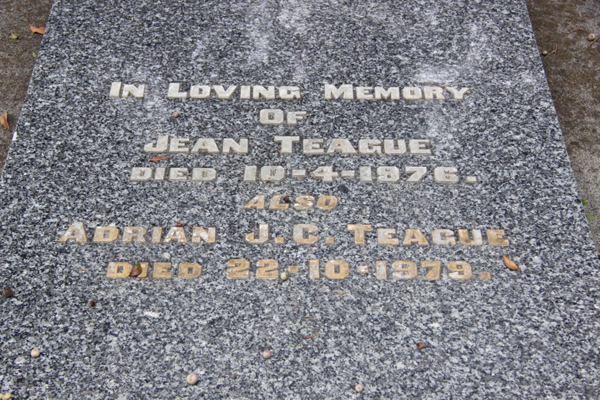 In Loving Memory
Of
Jean Teague
Died 10-4-1976.
Also
Adrian J.C. Teague
Died 22-10-1979.